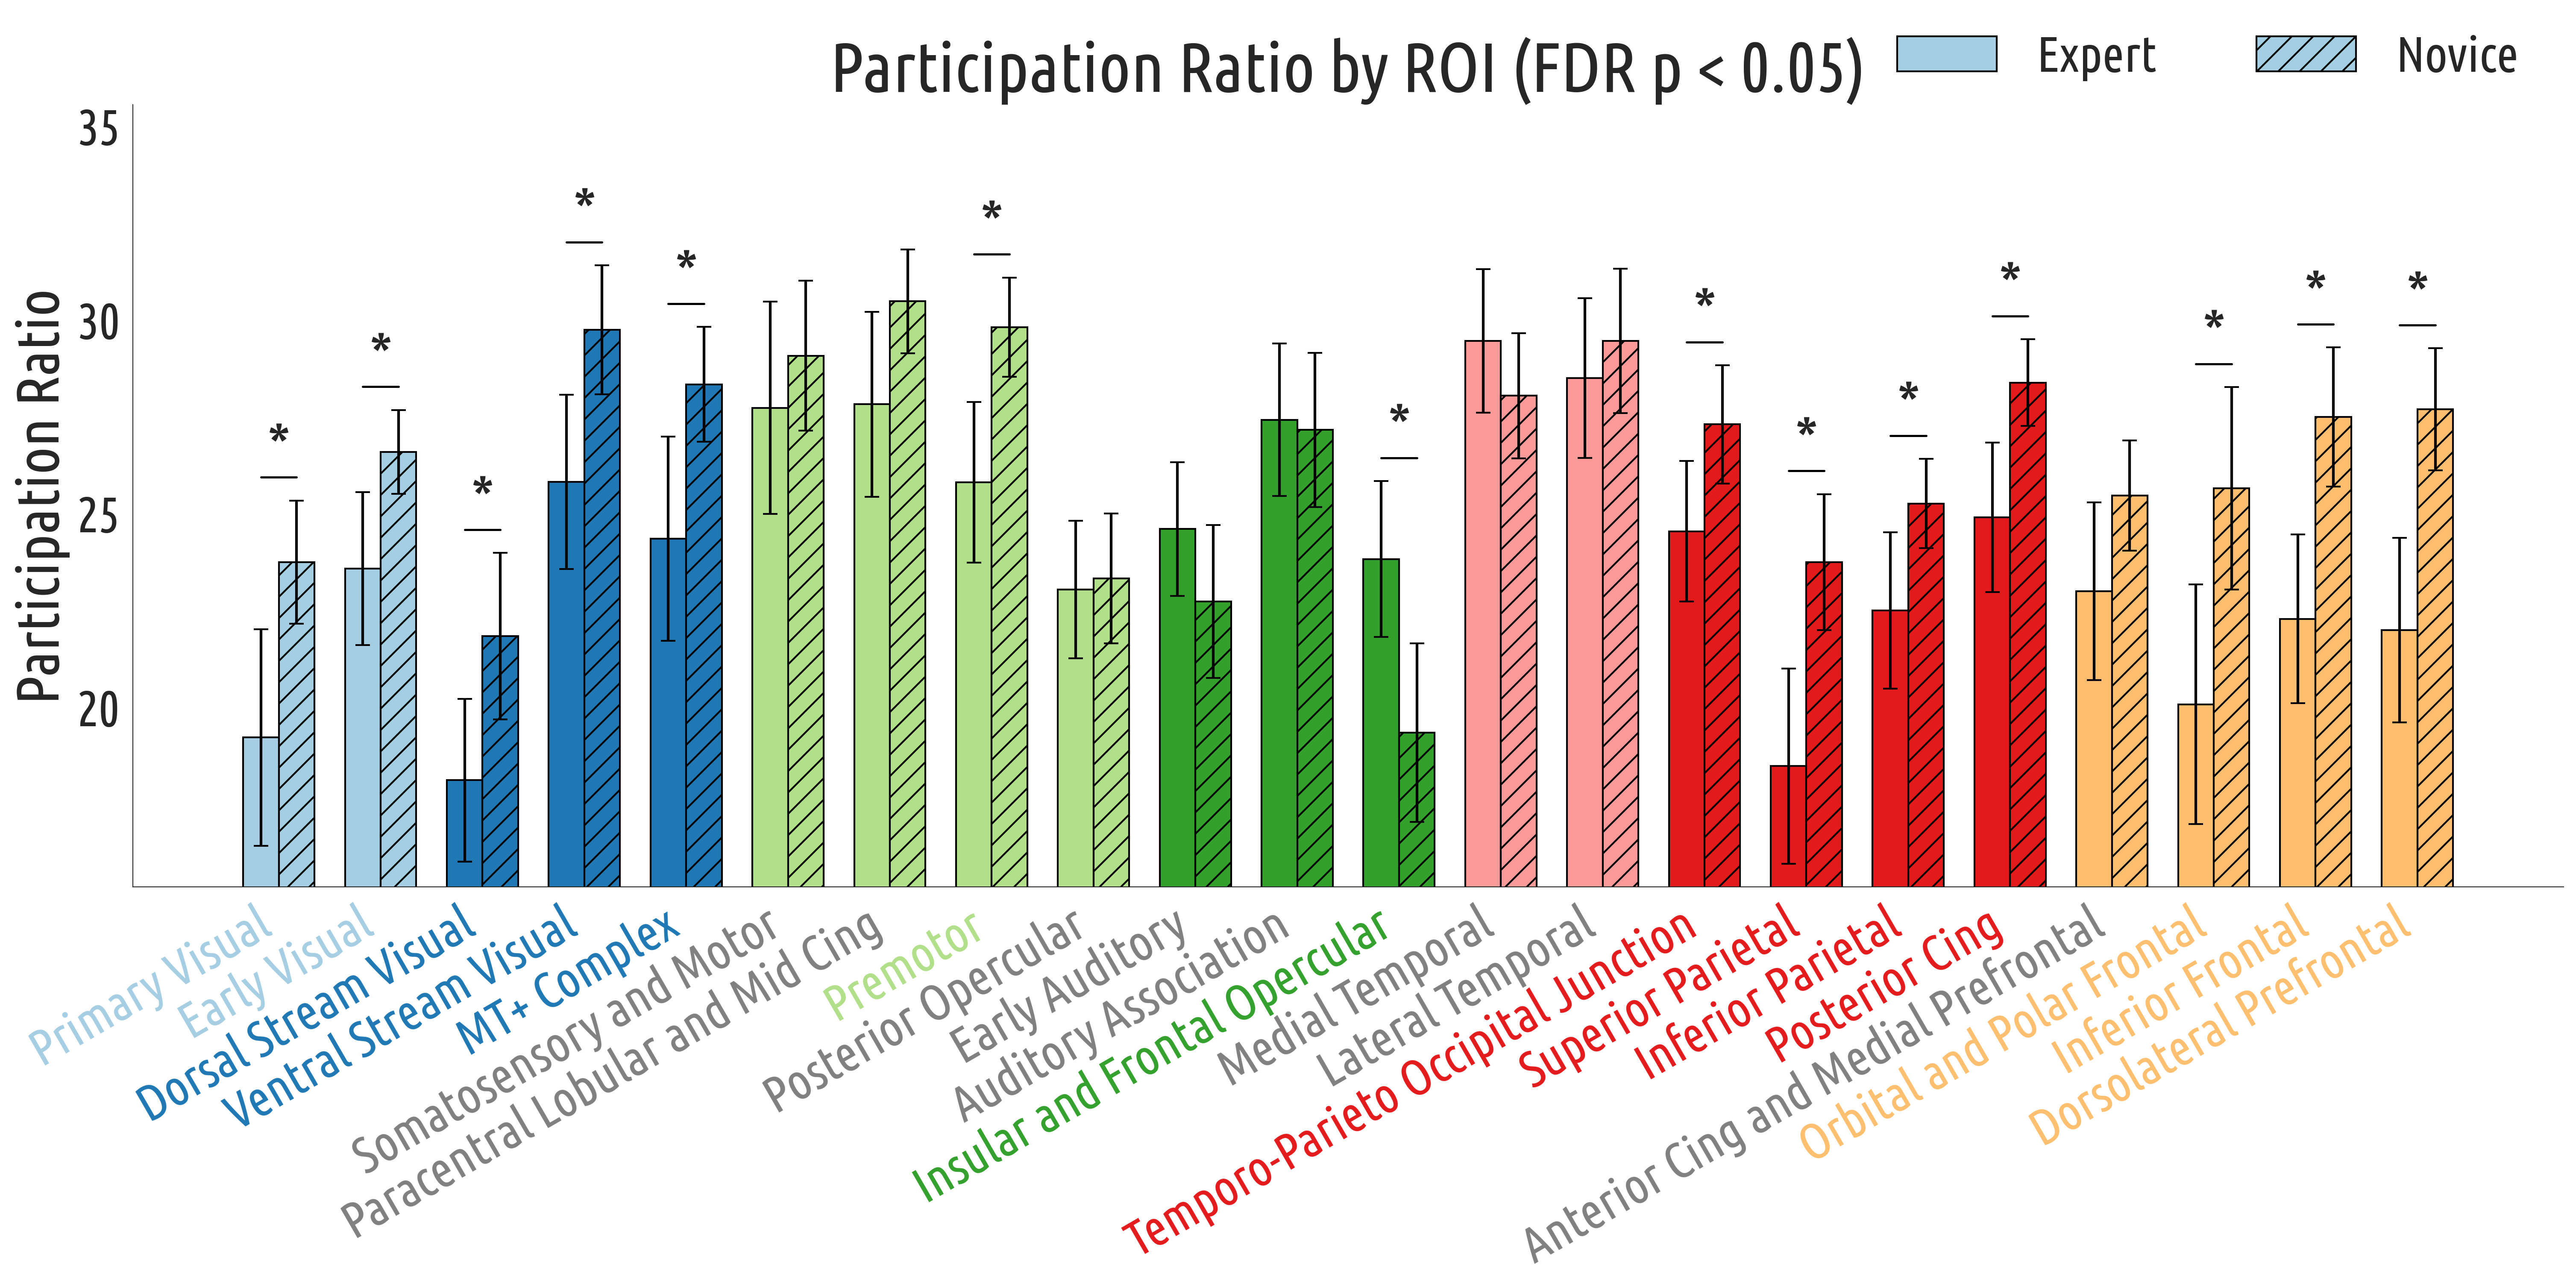 Participation Ratio by ROI (FDR p < 0.05)
Expert
Novice
Participation Ratio
35
30
25
20
*
*
*
*
*
*
*
*
*
*
*
*
*
*
Primary Visual
Early Visual
Dorsal Stream Visual
Ventral Stream Visual
MT+ Complex
Somatosensory and Motor
Paracentral Lobular and Mid Cing
Premotor
Posterior Opercular
Early Auditory
Auditory Association
Insular and Frontal Opercular
Medial Temporal
Lateral Temporal
Temporo-Parieto Occipital Junction
Superior Parietal
Inferior Parietal
Posterior Cing
Anterior Cing and Medial Prefrontal
Orbital and Polar Frontal
Inferior Frontal
Dorsolateral Prefrontal